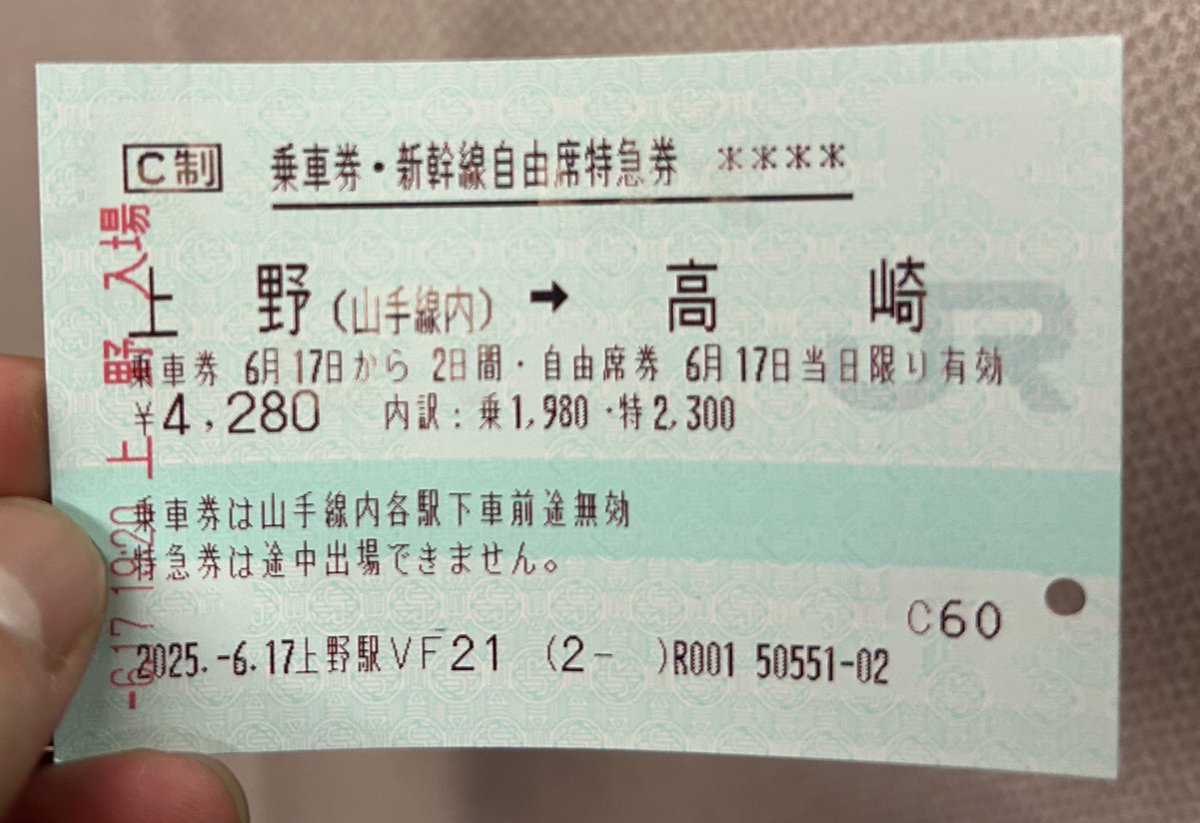 C制 乗車券・新幹線自由席特急券 ****
上野(山手線内) ➡ 高崎
乗車券 6月17日から 2日間・自由席券 6月17日当日限り有効
¥4,280 内訳:乗1,980・特2,300
乗車券は山手線内各駅下車前途無効
特急券は途中出場できません。
C60
2025.-6.17上野駅VF21 (2- )R001 50551-02
-6.17 上野 入場
JR